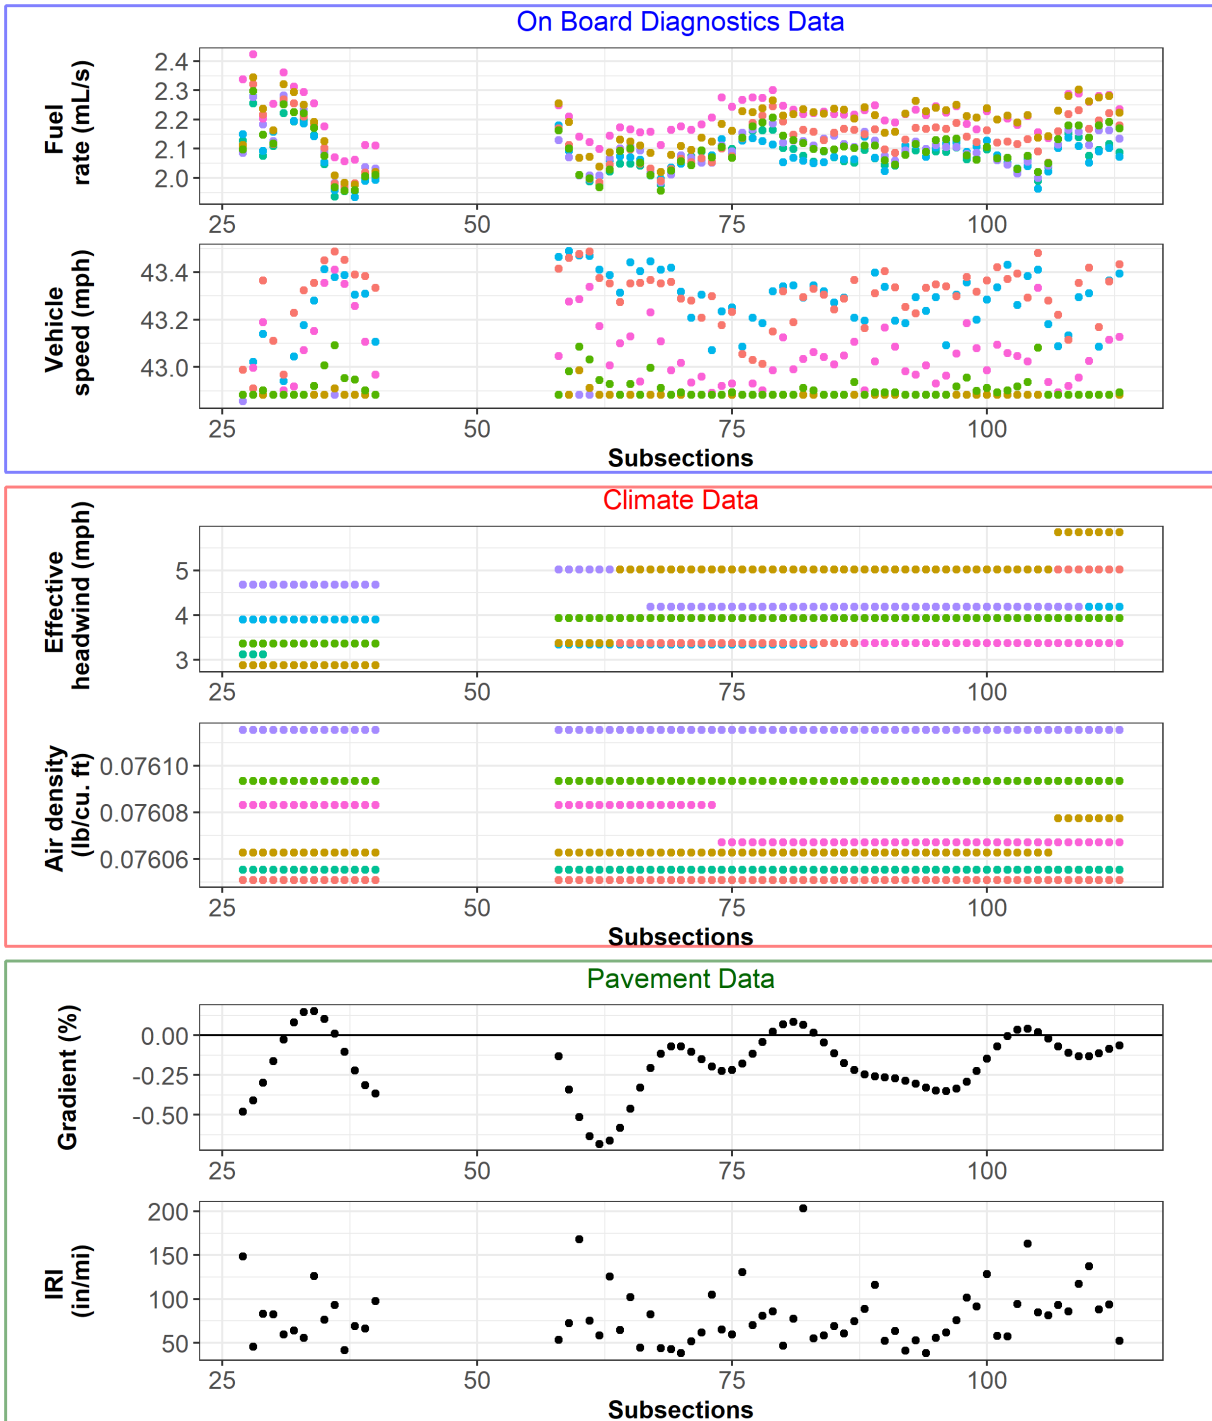 On Board Diagnostics Data
Fuel
rate (mL/s)
2.4
2.3
2.2
2.1
2.0
25 50 75 100
Vehicle
speed (mph)
43.4
43.2
43.0
25 50 75 100
Subsections
Climate Data
Effective
headwind (mph)
5
4
3
25 50 75 100
Air density
(lb/cu. ft)
0.07610
0.07608
0.07606
25 50 75 100
Subsections
Pavement Data
Gradient (%)
0.00
-0.25
-0.50
25 50 75 100
IRI
(in/mi)
200
150
100
50
25 50 75 100
Subsections